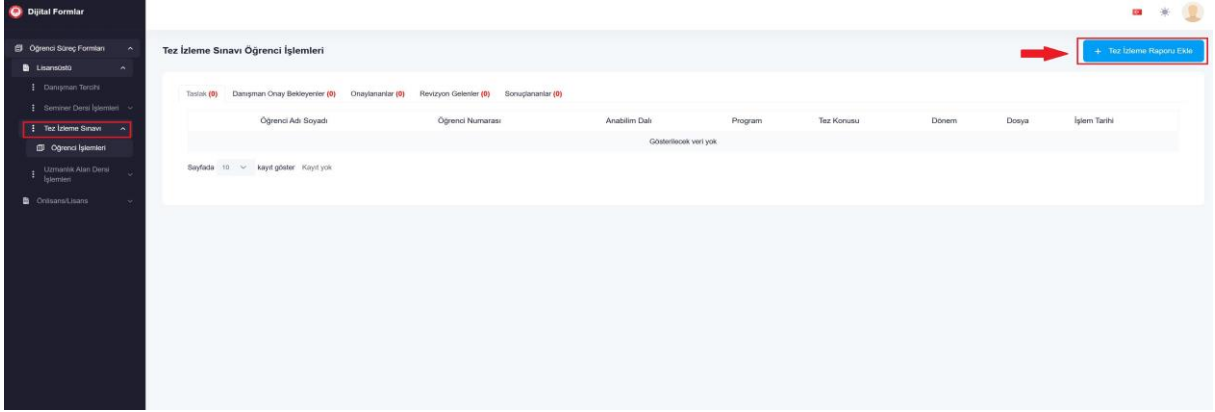 Dijital Formlar
Öğrenci Süreç Formları
Lisansüstü
Danışman Tercihi
Seminer Dersi İşlemleri
Tez İzleme Sınavı
Öğrenci İşlemleri
Uzmanlık Alan Dersi
İşlemleri
Önlisans/Lisans
Tez İzleme Sınavı Öğrenci İşlemleri
+ Tez İzleme Raporu Ekle
Taslak (0) Danışman Onay Bekleyenler (0) Onaylananlar (0) Revizyon Gelenler (0) Sonuçlananlar (0)
Öğrenci Adı Soyadı Öğrenci Numarası Anabilim Dalı Program Tez Konusu Dönem Dosya İşlem Tarihi
Gösterilecek veri yok
Sayfada 10 kayıt göster Kayıt yok